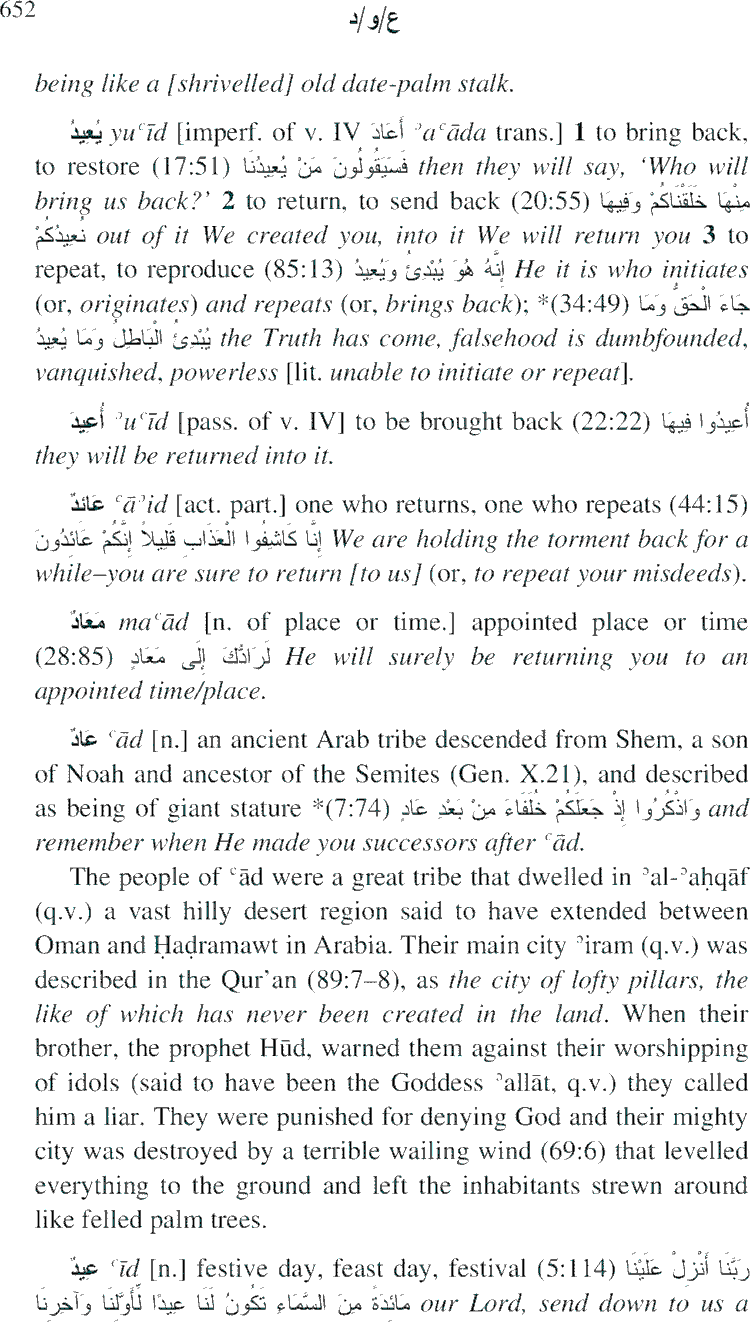 652
ع/و/د
being like a [shrivelled] old date-palm stalk.
يُعِيدُ yuʿīd [imperf. of v. IV أَعَادَ ʾaʿāda trans.] 1 to bring back,
to restore (17:51) فَسَيَقُولُونَ مَنْ يُعِيدُنَا then they will say, ‘Who will
bring us back?’ 2 to return, to send back (20:55) مِنْهَا خَلَقْنَاكُمْ وَفِيهَا
نُعِيدُكُمْ out of it We created you, into it We will return you 3 to
repeat, to reproduce (85:13) إِنَّهُ هُوَ يُبْدِئُ وَيُعِيدُ He it is who initiates
(or, originates) and repeats (or, brings back); *(34:49) جَاءَ الْحَقُّ وَمَا
يُبْدِئُ الْبَاطِلُ وَمَا يُعِيدُ the Truth has come, falsehood is dumbfounded,
vanquished, powerless [lit. unable to initiate or repeat].
أُعِيدَ ʾuʿīd [pass. of v. IV] to be brought back (22:22) أُعِيدُوا فِيهَا
they will be returned into it.
عَائدٌ ʿāʾid [act. part.] one who returns, one who repeats (44:15)
إِنَّا كَاشِفُوا الْعَذَابِ قَلِيلاً إِنَّكُمْ عَائِدُونَ We are holding the torment back for a
while–you are sure to return [to us] (or, to repeat your misdeeds).
مَعَادٌ maʿād [n. of place or time.] appointed place or time
(28:85) لَرَادُّكَ إِلَى مَعَادٍ He will surely be returning you to an
appointed time/place.
عَادٌ ʿād [n.] an ancient Arab tribe descended from Shem, a son
of Noah and ancestor of the Semites (Gen. X.21), and described
as being of giant stature *(7:74) وَاذْكُرُوا إِذْ جَعَلَكُمْ خُلَفَاءَ مِنْ بَعْدِ عَادٍ and
remember when He made you successors after ʿād.
The people of ʿād were a great tribe that dwelled in ʾal-ʾaḥqāf
(q.v.) a vast hilly desert region said to have extended between
Oman and Ḥaḍramawt in Arabia. Their main city ʾiram (q.v.) was
described in the Qur’an (89:7–8), as the city of lofty pillars, the
like of which has never been created in the land. When their
brother, the prophet Hūd, warned them against their worshipping
of idols (said to have been the Goddess ʾallāt, q.v.) they called
him a liar. They were punished for denying God and their mighty
city was destroyed by a terrible wailing wind (69:6) that levelled
everything to the ground and left the inhabitants strewn around
like felled palm trees.
عِيدٌ ʿīd [n.] festive day, feast day, festival (5:114) رَبَّنَا أَنْزِلْ عَلَيْنَا
مَائِدَةً مِنَ السَّمَاءِ تَكُونُ لَنَا عِيدًا لِّأَوَّلِنَا وَآخِرِنَا our Lord, send down to us a